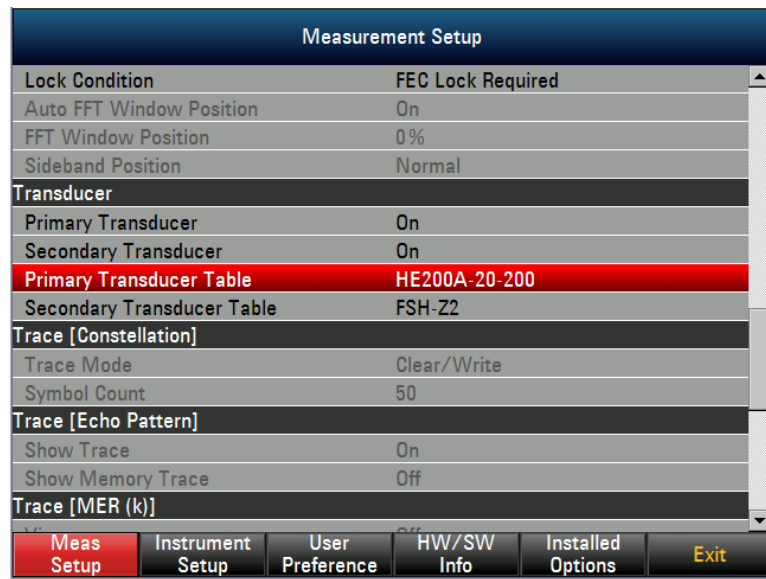 Measurement Setup
Lock Condition FEC Lock Required
Auto FFT Window Position On
FFT Window Position 0%
Sideband Position Normal
Transducer
Primary Transducer On
Secondary Transducer On
Primary Transducer Table HE200A-20-200
Secondary Transducer Table FSH-Z2
Trace [Constellation]
Trace Mode Clear/Write
Symbol Count 50
Trace [Echo Pattern]
Show Trace On
Show Memory Trace Off
Trace [MER (k)]
Meas Setup Instrument Setup User Preference HW/SW Info Installed Options Exit